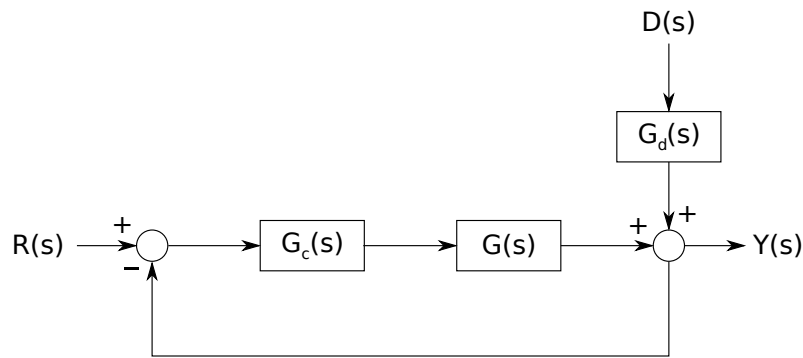 D(s)
G_d(s)
+
+ + +
R(s) G_c(s) G(s) Y(s)
−